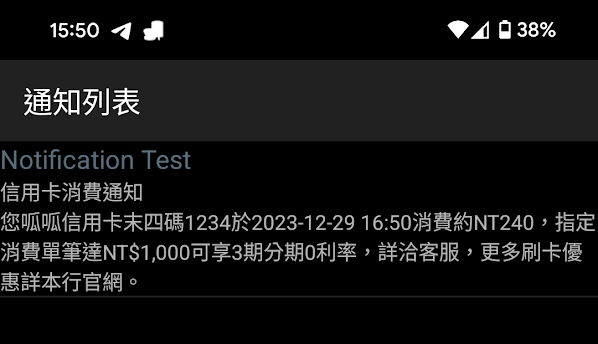 15:50
38%
通知列表
Notification Test
信用卡消費通知
您呱呱信用卡末四碼1234於2023-12-29 16:50消費約NT240，指定
消費單筆達NT$1,000可享3期分期0利率，詳洽客服，更多刷卡優
惠詳本行官網。